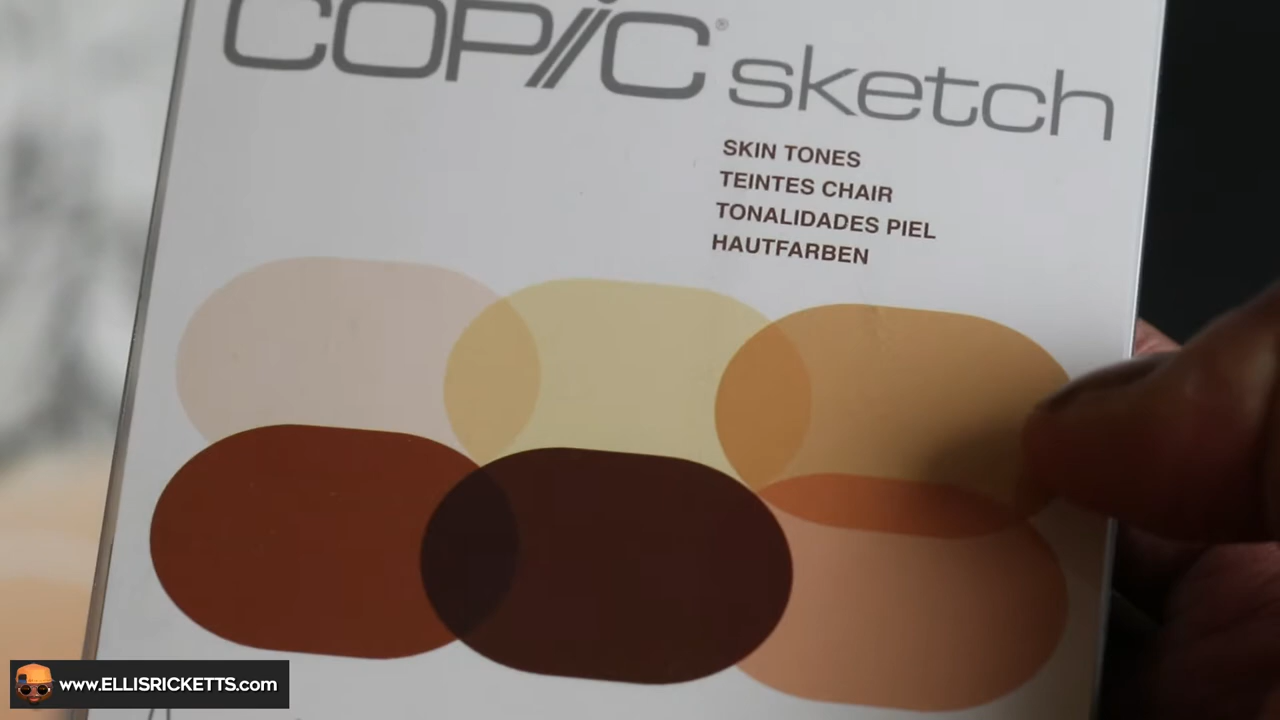 COPiC® sketch
SKIN TONES
TEINTES CHAIR
TONALIDADES PIEL
HAUTFARBEN
www.ELLISRICKETTS.com